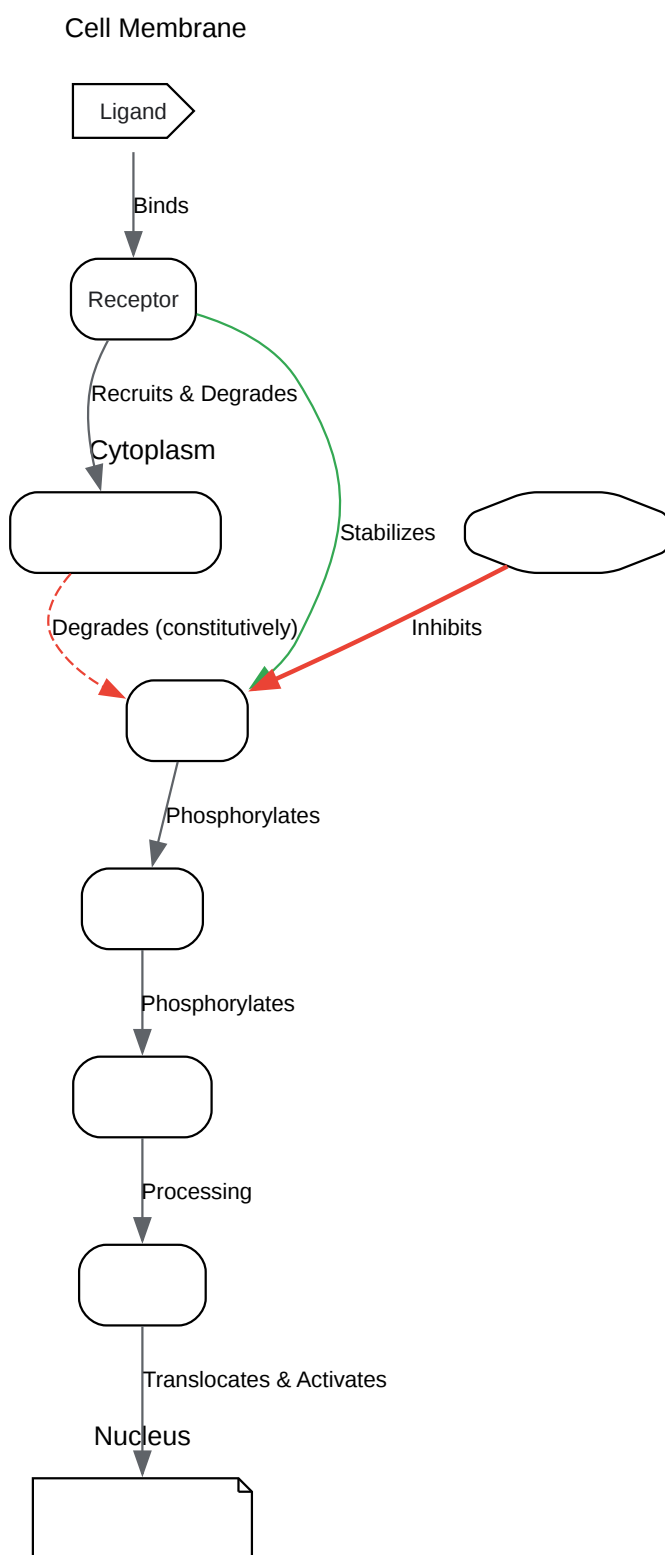 Cell Membrane
Ligand
Binds
Receptor
Recruits & Degrades
Cytoplasm
Stabilizes
Degrades (constitutively)
Inhibits
Phosphorylates
Phosphorylates
Processing
Translocates & Activates
Nucleus